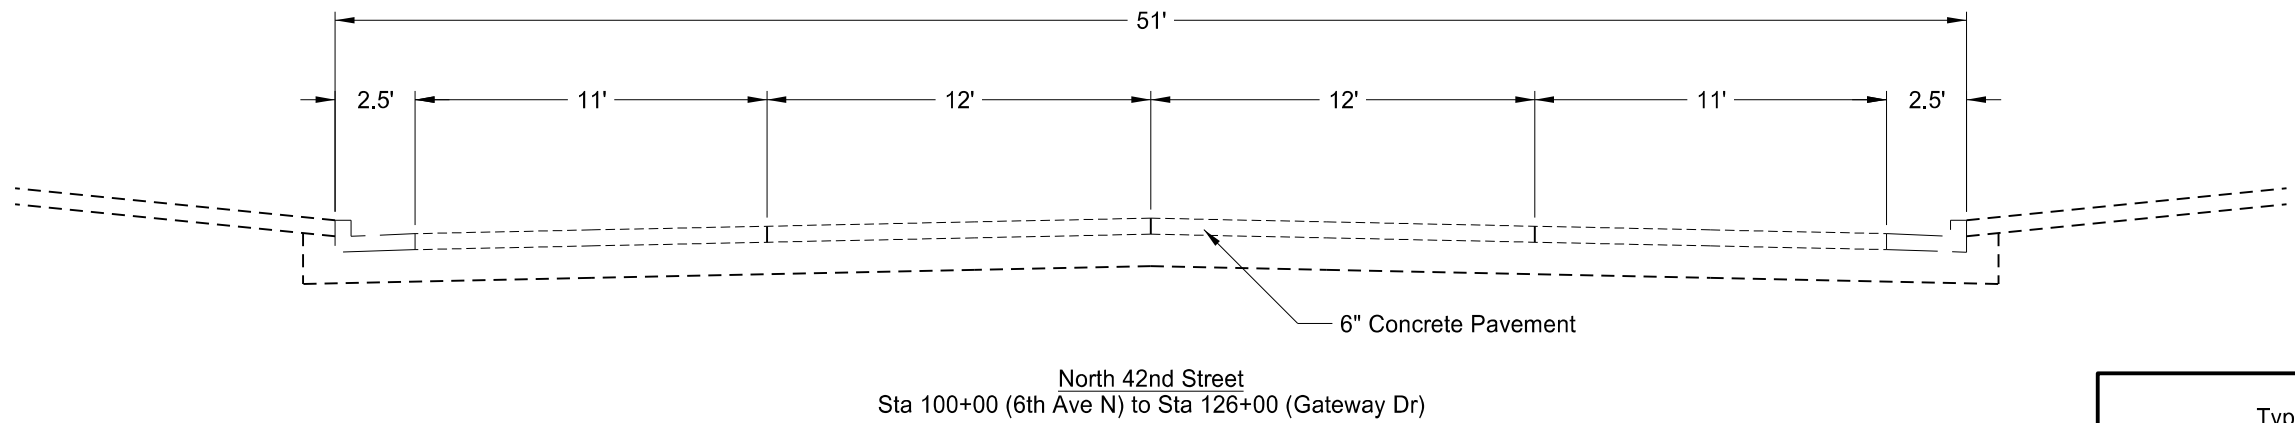 51'
2.5' 11' 12' 12' 11' 2.5'
6" Concrete Pavement
North 42nd Street
Sta 100+00 (6th Ave N) to Sta 126+00 (Gateway Dr)